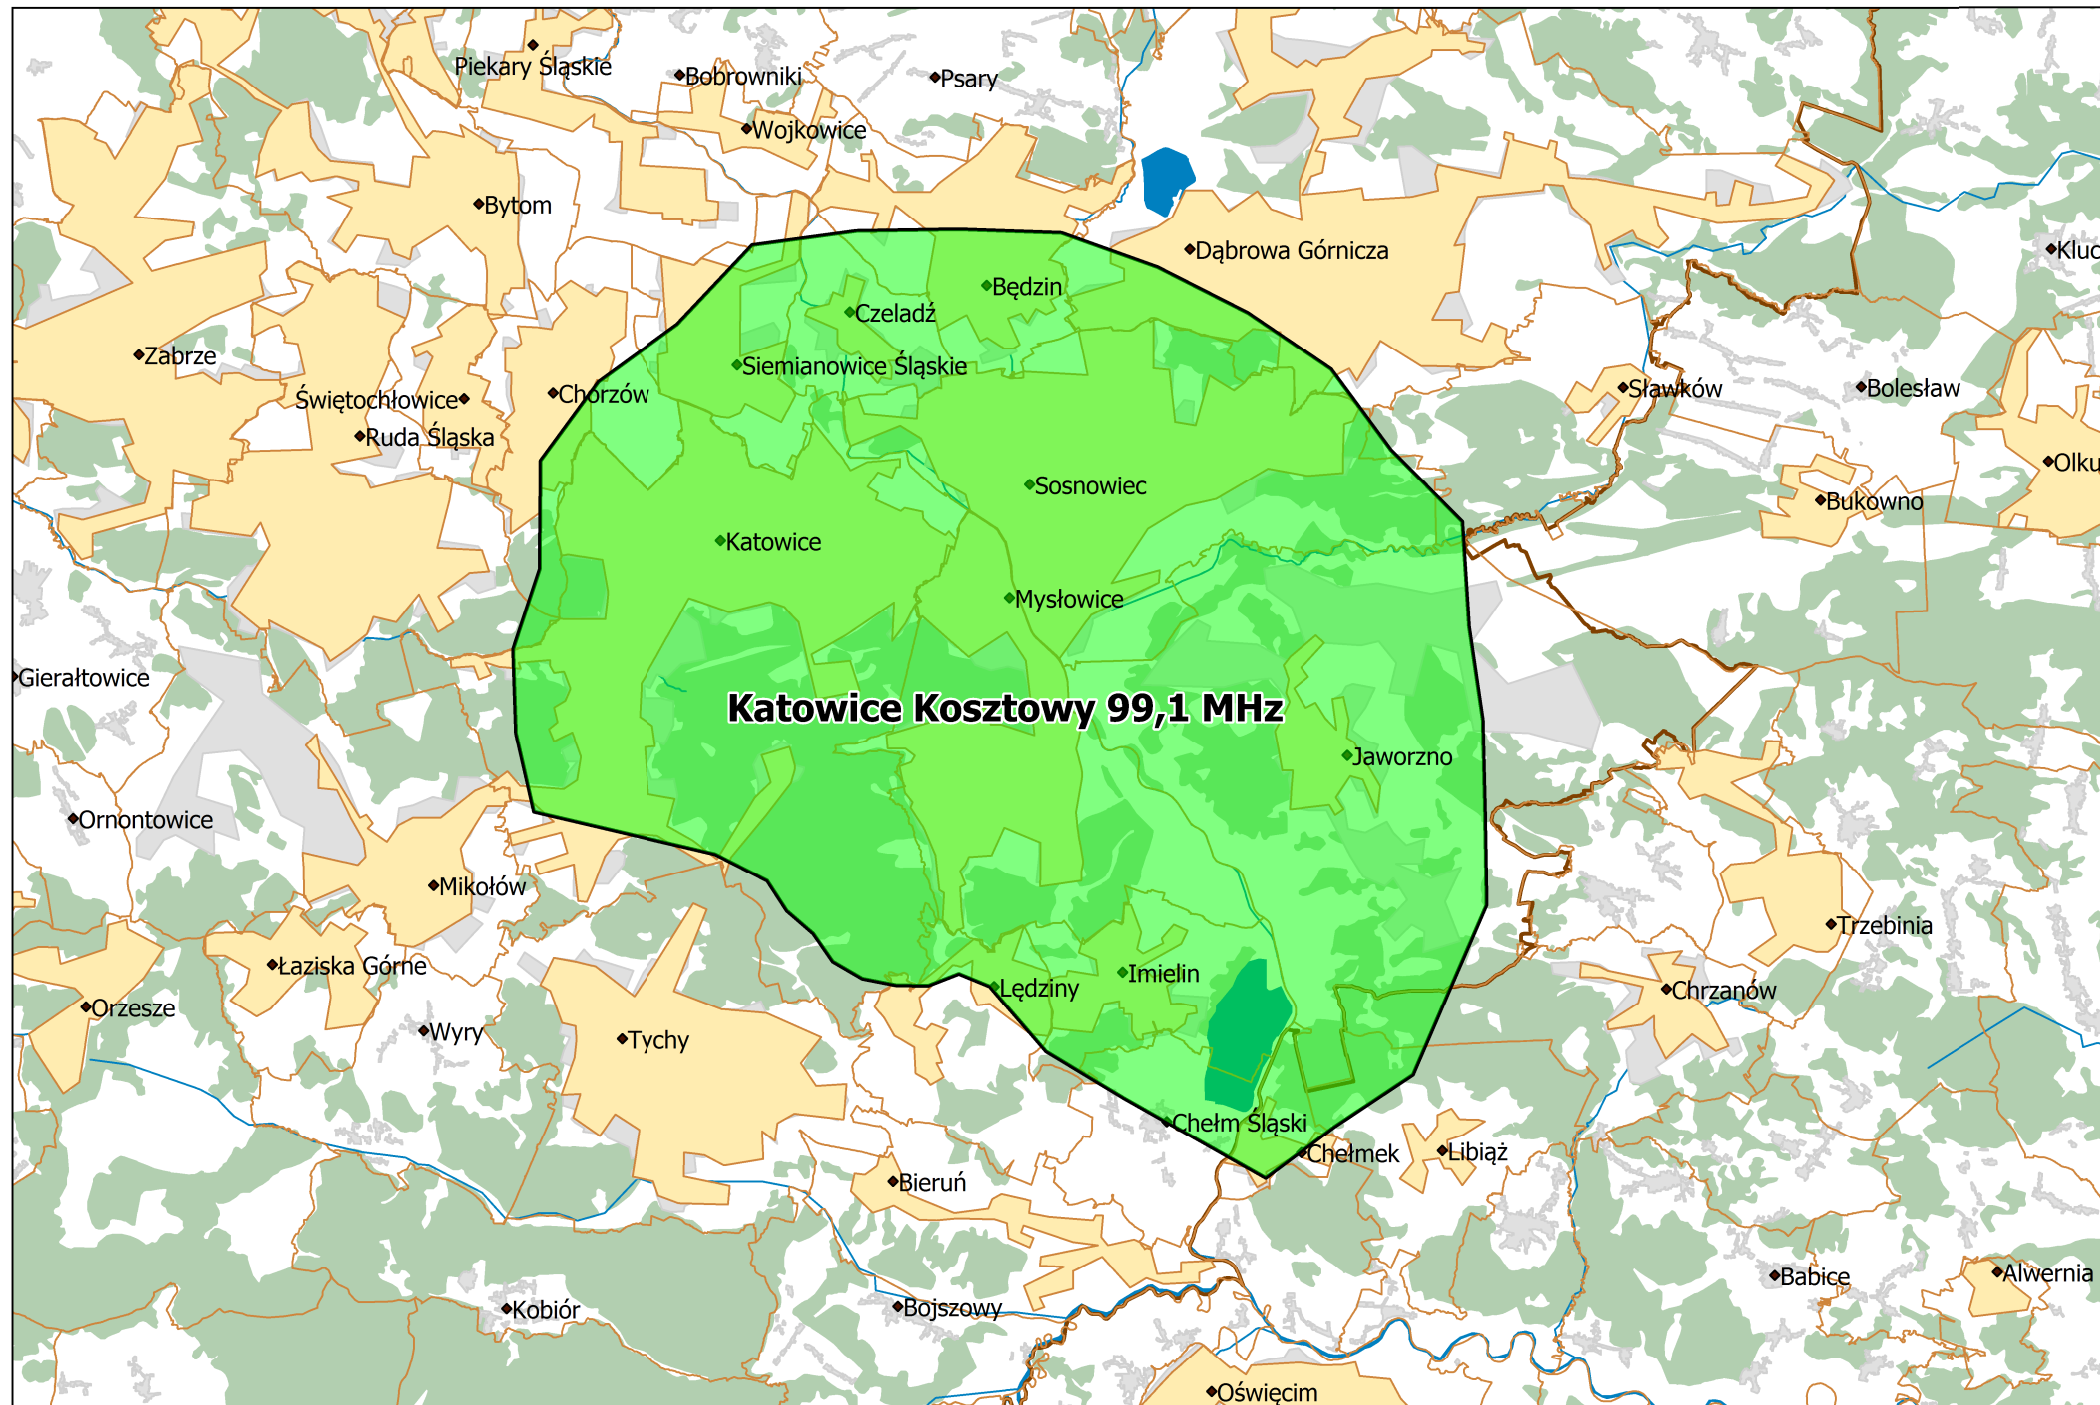 Piekary Śląskie
Bobrowniki
Psary
Wojkowice
Bytom
Dąbrowa Górnicza
Kluc
Będzin
Czeladź
Zabrze
Siemianowice Śląskie
Chorzów
Świętochłowice
Sławków
Bolesław
Ruda Śląska
Olku
Sosnowiec
Bukowno
Katowice
Mysłowice
Gierałtowice
Katowice Kosztowy 99,1 MHz
Jaworzno
Ornontowice
Mikołów
Trzebinia
Łaziska Górne
Imielin
Lędziny
Chrzanów
Orzesze
Wyry
Tychy
Chełm Śląski
Chełmek
Libiąż
Bieruń
Babice
Alwernia
Kobiór
Bojszowy
Oświęcim